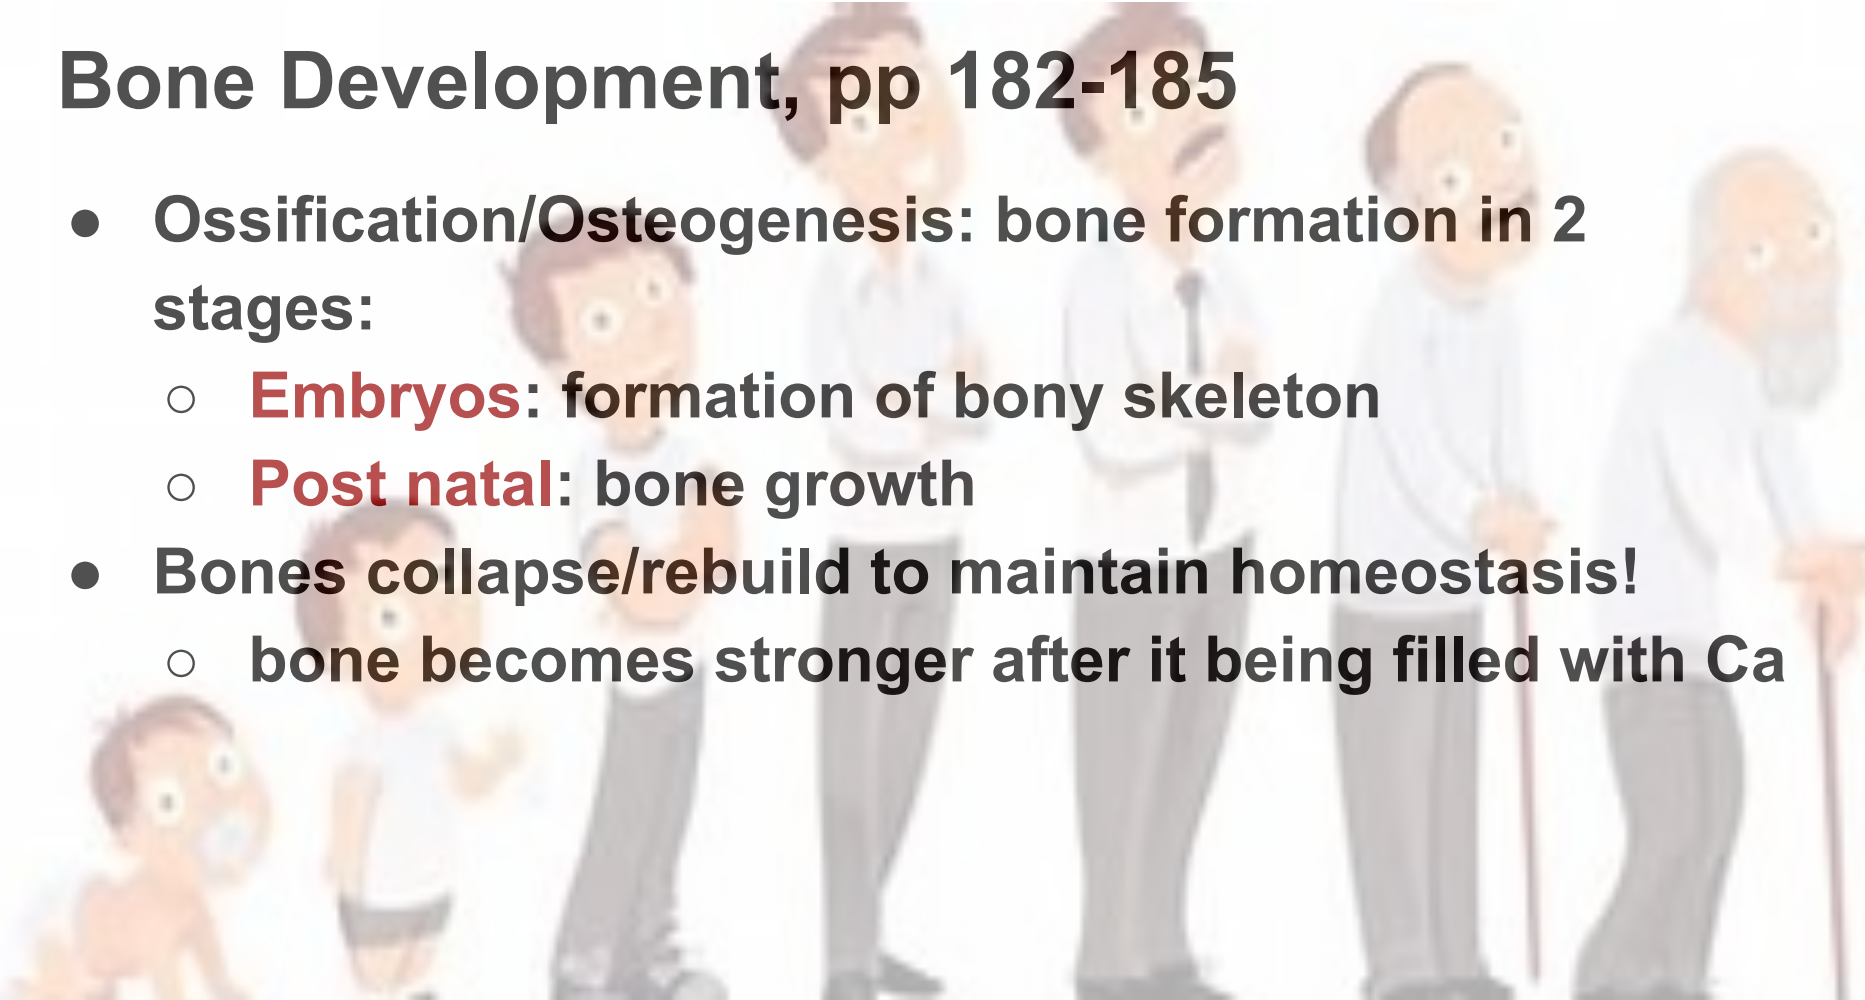 Bone Development, pp 182-185
● Ossification/Osteogenesis: bone formation in 2
stages:
○ Embryos: formation of bony skeleton
○ Post natal: bone growth
● Bones collapse/rebuild to maintain homeostasis!
○ bone becomes stronger after it being filled with Ca